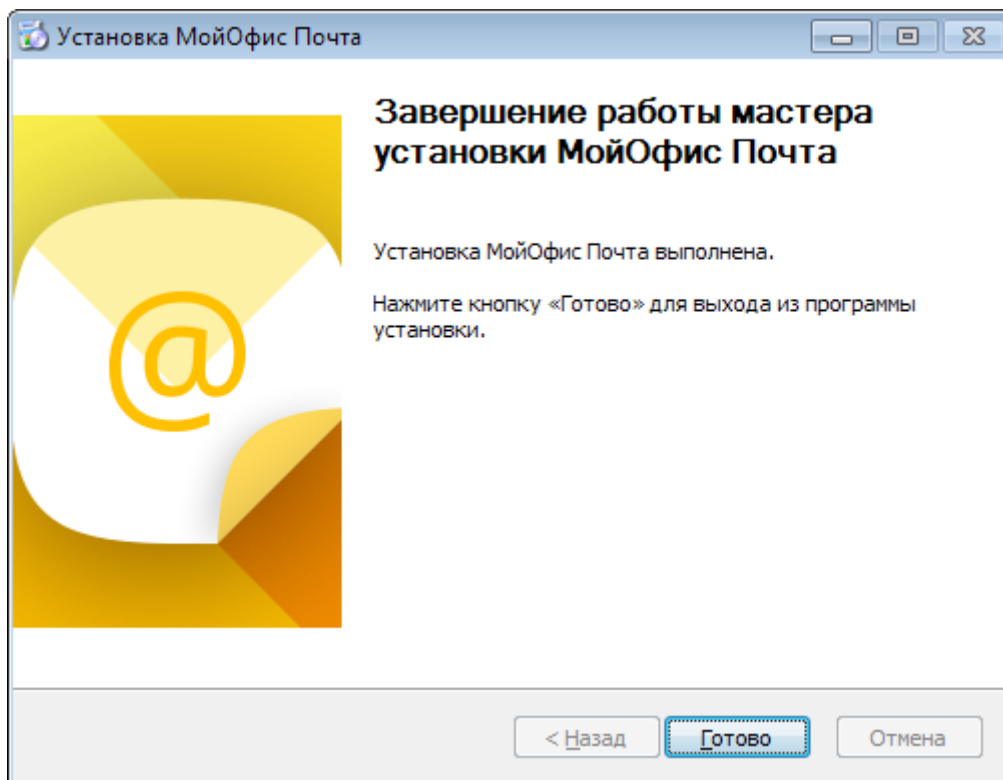 Установка МойОфис Почта
Завершение работы мастера
установки МойОфис Почта
Установка МойОфис Почта выполнена.
Нажмите кнопку «Готово» для выхода из программы
установки.
@
< Назад
Готово
Отмена